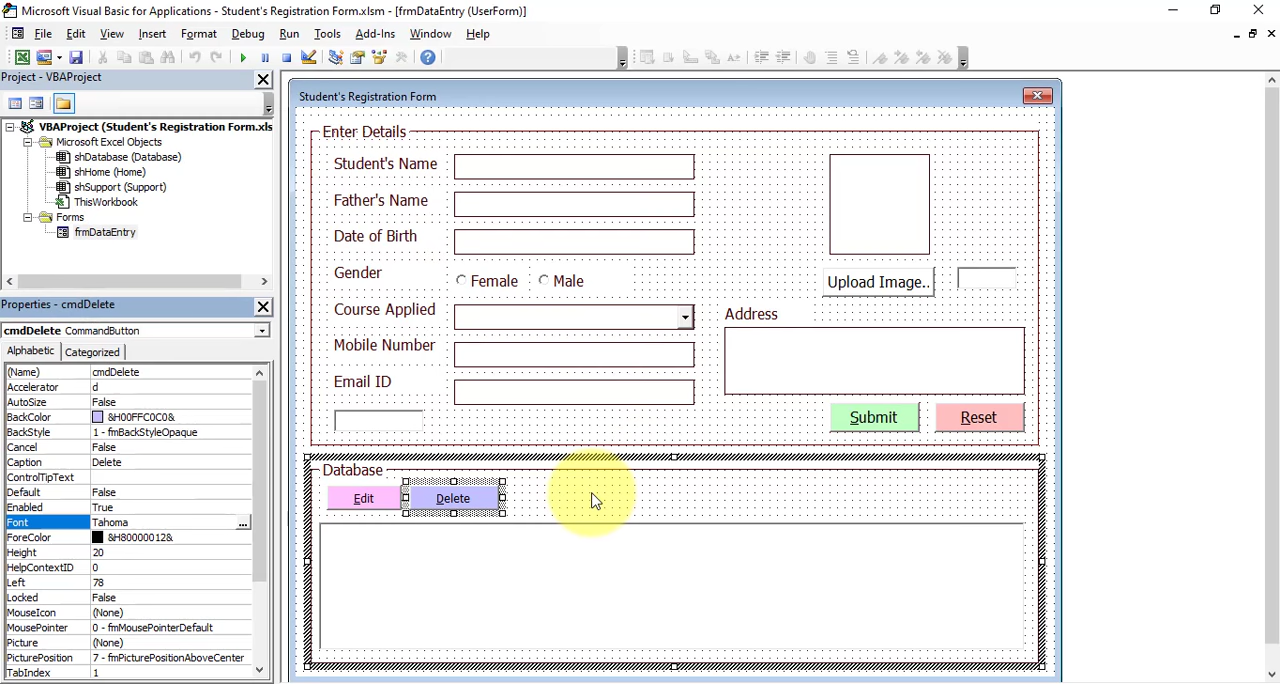 Microsoft Visual Basic for Applications - Student's Registration Form.xlsm - [frmDataEntry (UserForm)]
File Edit View Insert Format Debug Run Tools Add-Ins Window Help
Project - VBAProject
VBAProject (Student's Registration Form.xls
Microsoft Excel Objects
shDatabase (Database)
shHome (Home)
shSupport (Support)
ThisWorkbook
Forms
frmDataEntry
Properties - cmdDelete
cmdDelete CommandButton
Alphabetic Categorized
(Name) cmdDelete
Accelerator d
AutoSize False
BackColor &H00FFC0C0&
BackStyle 1 - fmBackStyleOpaque
Cancel False
Caption Delete
ControlTipText
Default False
Enabled True
Font Tahoma ...
ForeColor &H80000012&
Height 20
HelpContextID 0
Left 78
Locked False
MouseIcon (None)
MousePointer 0 - fmMousePointerDefault
Picture (None)
PicturePosition 7 - fmPicturePositionAboveCenter
TabIndex 1
Student's Registration Form
Enter Details
Student's Name
Father's Name
Date of Birth
Gender Female Male
Course Applied
Mobile Number
Email ID
Upload Image..
Address
Submit Reset
Database
Edit Delete